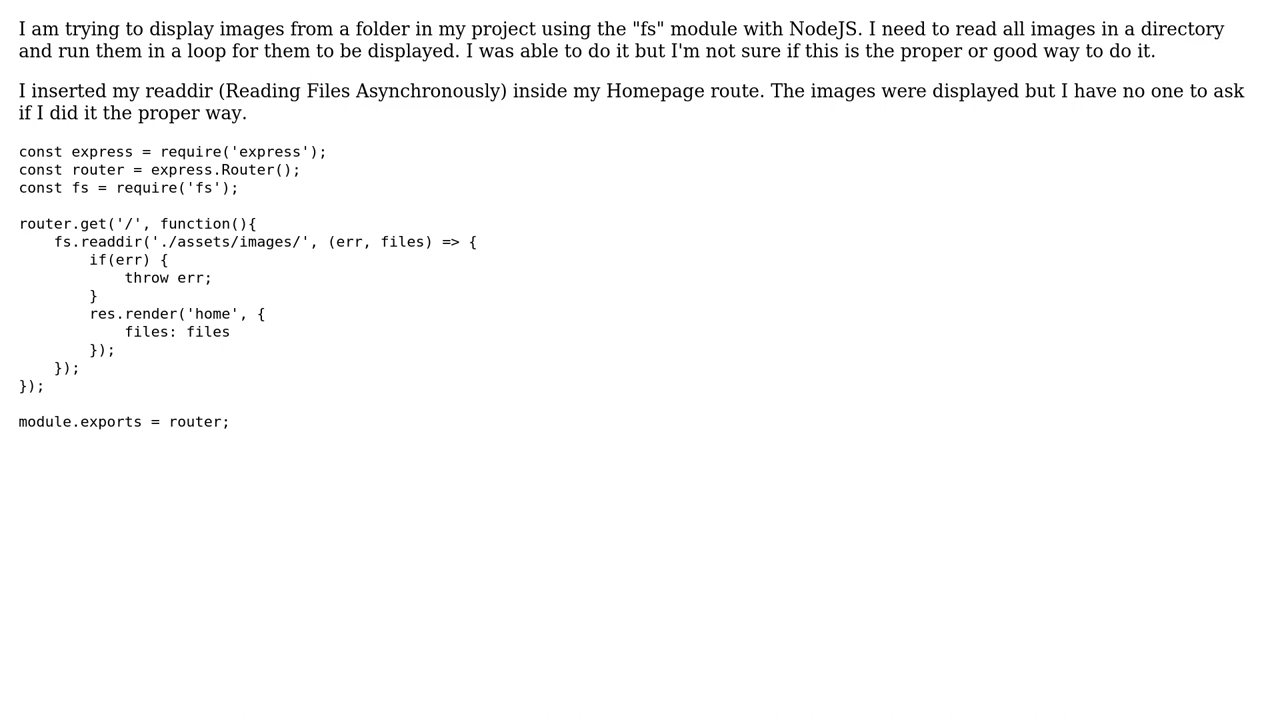 I am trying to display images from a folder in my project using the "fs" module with NodeJS. I need to read all images in a directory
and run them in a loop for them to be displayed. I was able to do it but I'm not sure if this is the proper or good way to do it.
I inserted my readdir (Reading Files Asynchronously) inside my Homepage route. The images were displayed but I have no one to ask
if I did it the proper way.
const express = require('express');
const router = express.Router();
const fs = require('fs');

router.get('/', function(){
    fs.readdir('./assets/images/', (err, files) => {
        if(err) {
            throw err;
        }
        res.render('home', {
            files: files
        });
    });
});

module.exports = router;